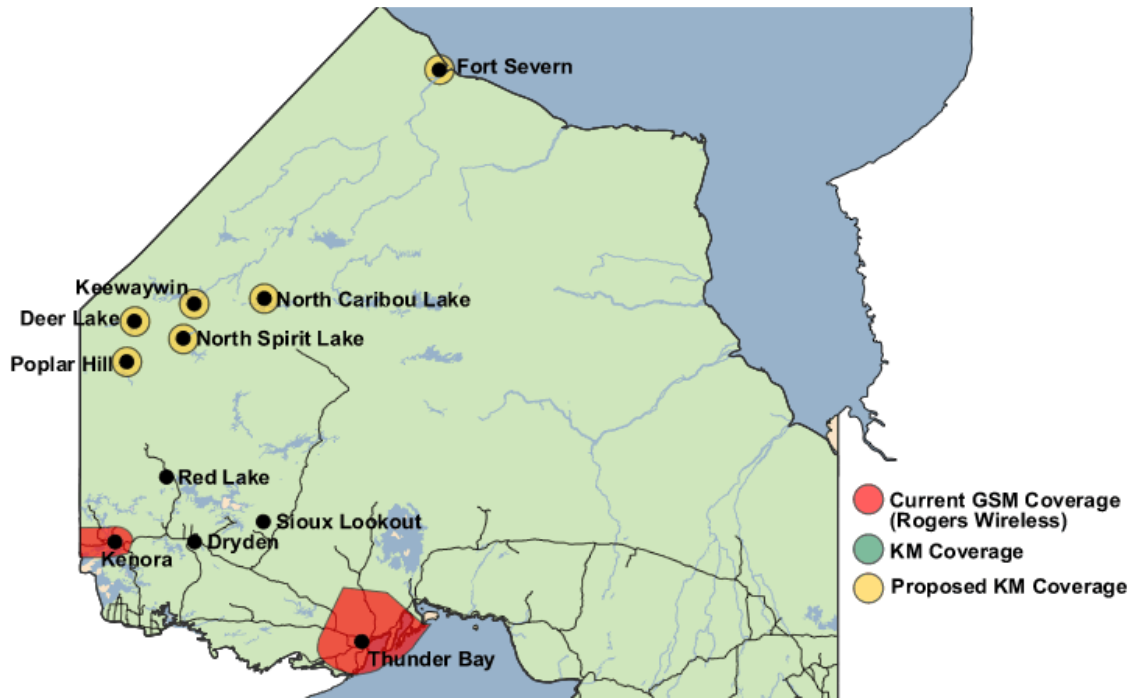 Fort Severn
Keewaywin
North Caribou Lake
Deer Lake
North Spirit Lake
Poplar Hill
Red Lake
Sioux Lookout
Current GSM Coverage
(Rogers Wireless)
Kenora
Dryden
KM Coverage
Proposed KM Coverage
Thunder Bay